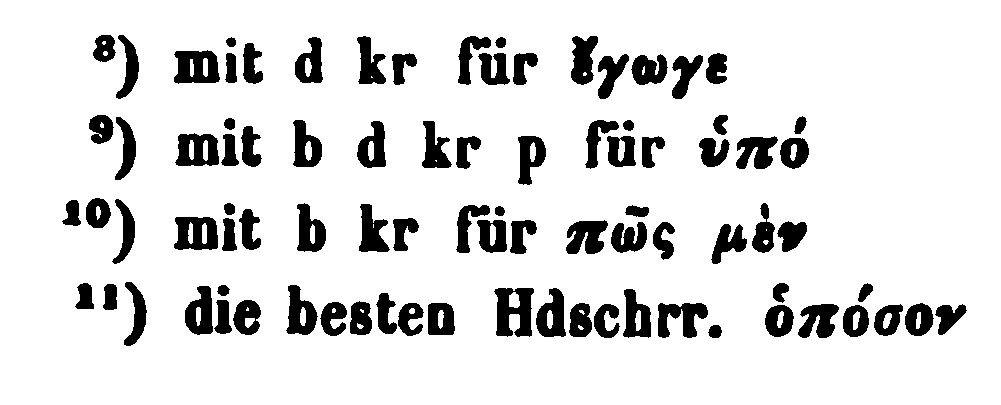 ⁸) mit d kr für ἔγωγε
⁹) mit b d kr p für ὑπό
¹⁰) mit b kr für πῶς μὲν
¹¹) die besten Hdschrr. ὁπόσον